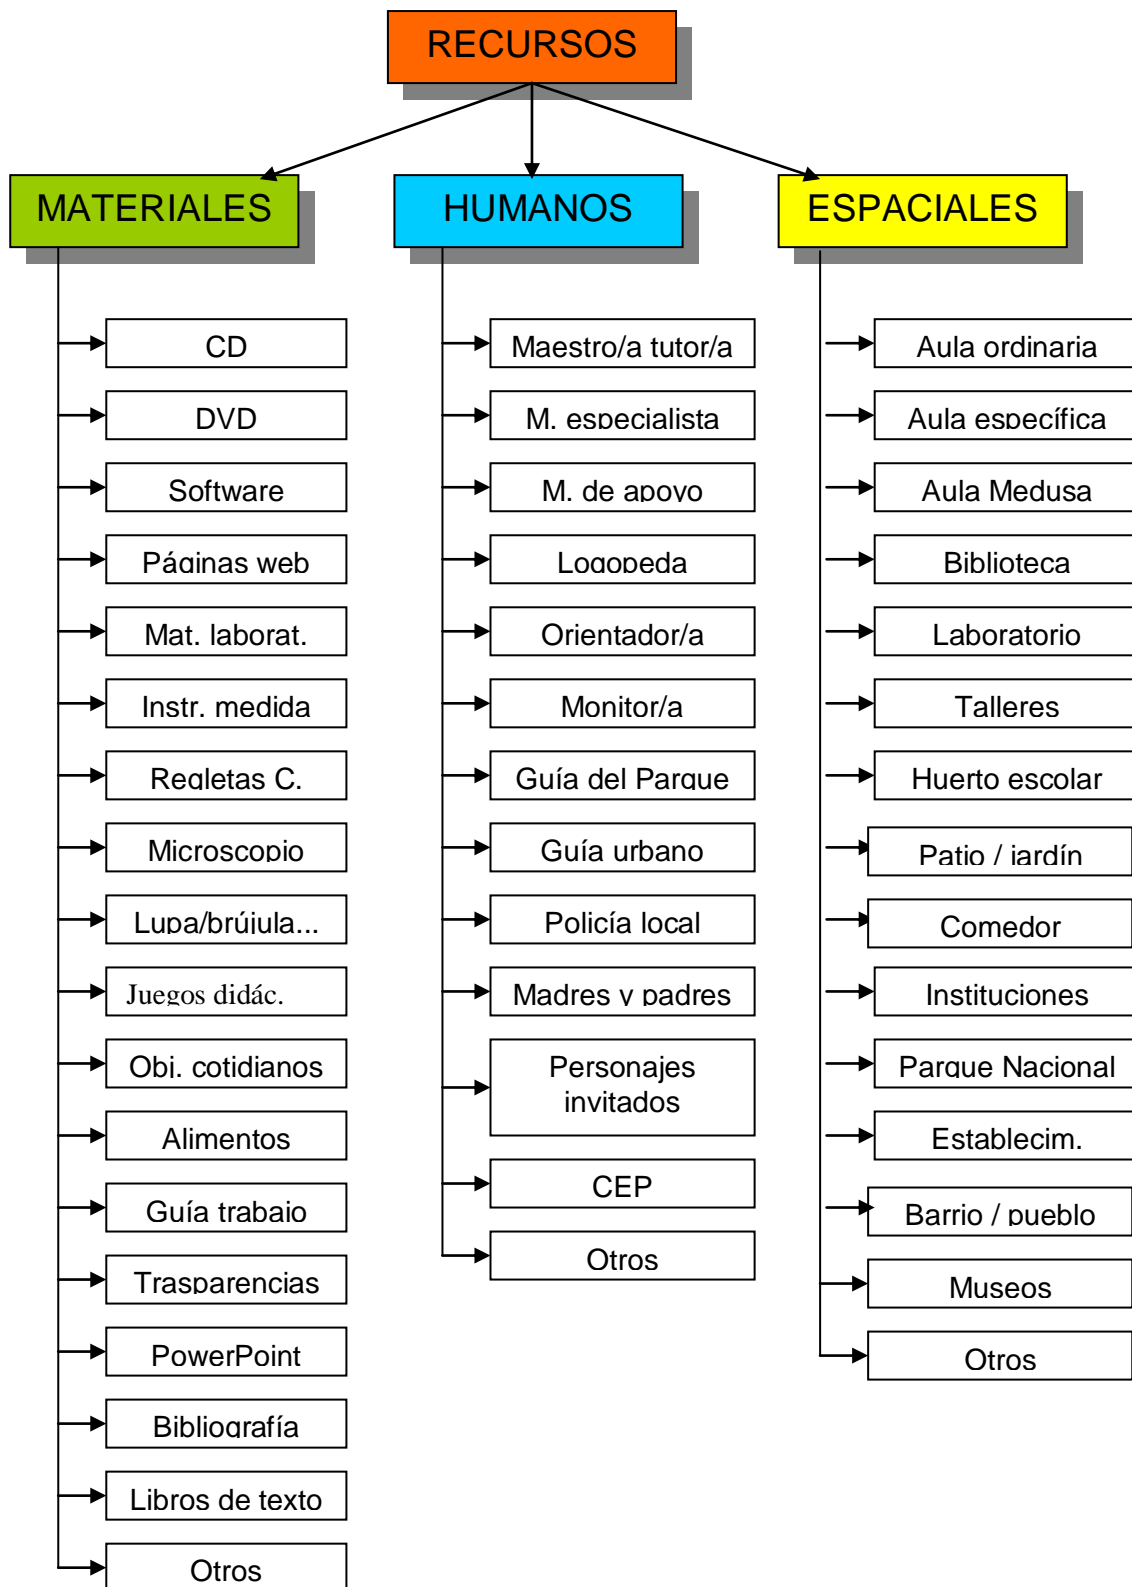 RECURSOS
MATERIALES
HUMANOS
ESPACIALES
CD
DVD
Software
Páginas web
Mat. laborat.
Instr. medida
Regletas C.
Microscopio
Lupa/brújula...
Juegos didác.
Obj. cotidianos
Alimentos
Guía trabajo
Trasparencias
PowerPoint
Bibliografía
Libros de texto
Otros
Maestro/a tutor/a
M. especialista
M. de apoyo
Logopeda
Orientador/a
Monitor/a
Guía del Parque
Guía urbano
Policía local
Madres y padres
Personajes
invitados
CEP
Otros
Aula ordinaria
Aula específica
Aula Medusa
Biblioteca
Laboratorio
Talleres
Huerto escolar
Patio / jardín
Comedor
Instituciones
Parque Nacional
Establecim.
Barrio / pueblo
Museos
Otros